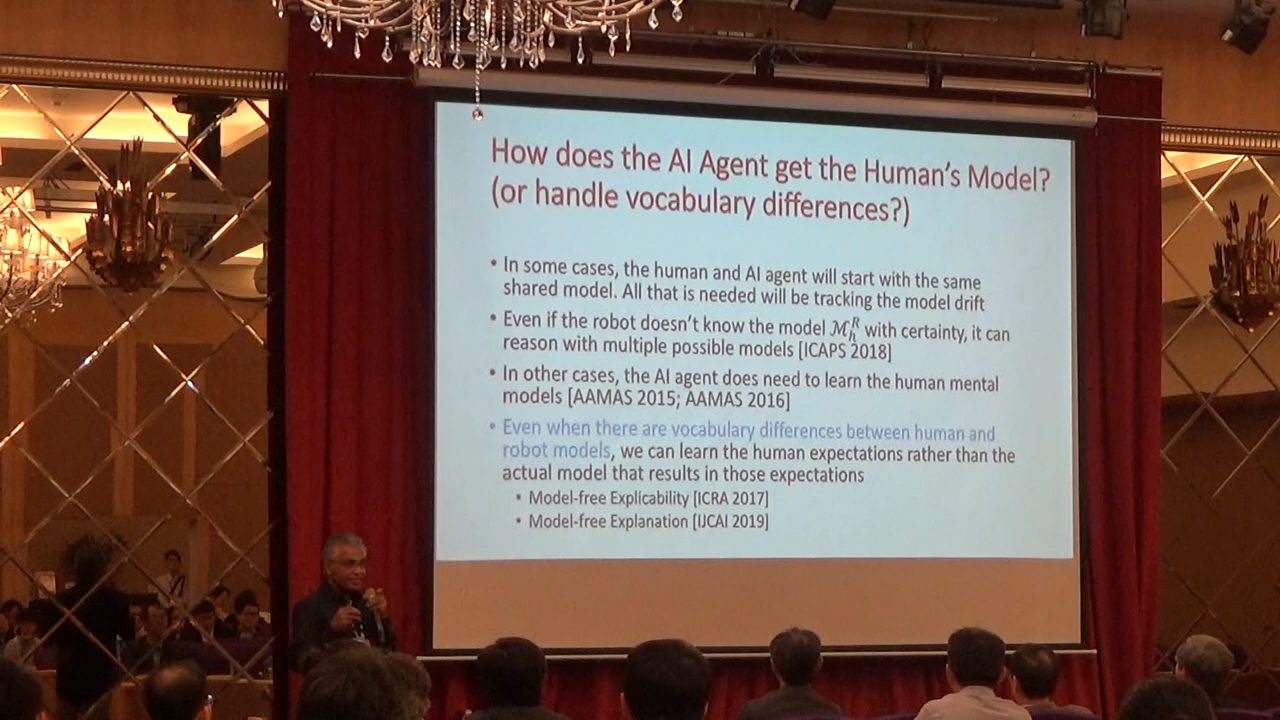 How does the AI Agent get the Human's Model?
(or handle vocabulary differences?)
• In some cases, the human and AI agent will start with the same
shared model. All that is needed will be tracking the model drift
• Even if the robot doesn't know the model ℳₕᴿ with certainty, it can
reason with multiple possible models [ICAPS 2018]
• In other cases, the AI agent does need to learn the human mental
models [AAMAS 2015; AAMAS 2016]
• Even when there are vocabulary differences between human and
robot models, we can learn the human expectations rather than the
actual model that results in those expectations
• Model-free Explicability [ICRA 2017]
• Model-free Explanation [IJCAI 2019]